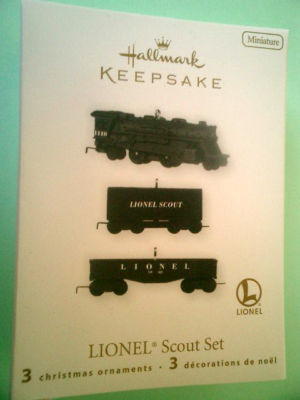 Hallmark
KEEPSAKE
Miniature
LIONEL SCOUT
LIONEL
L
LIONEL
LIONEL® Scout Set
3 christmas ornaments · 3 décorations de noël